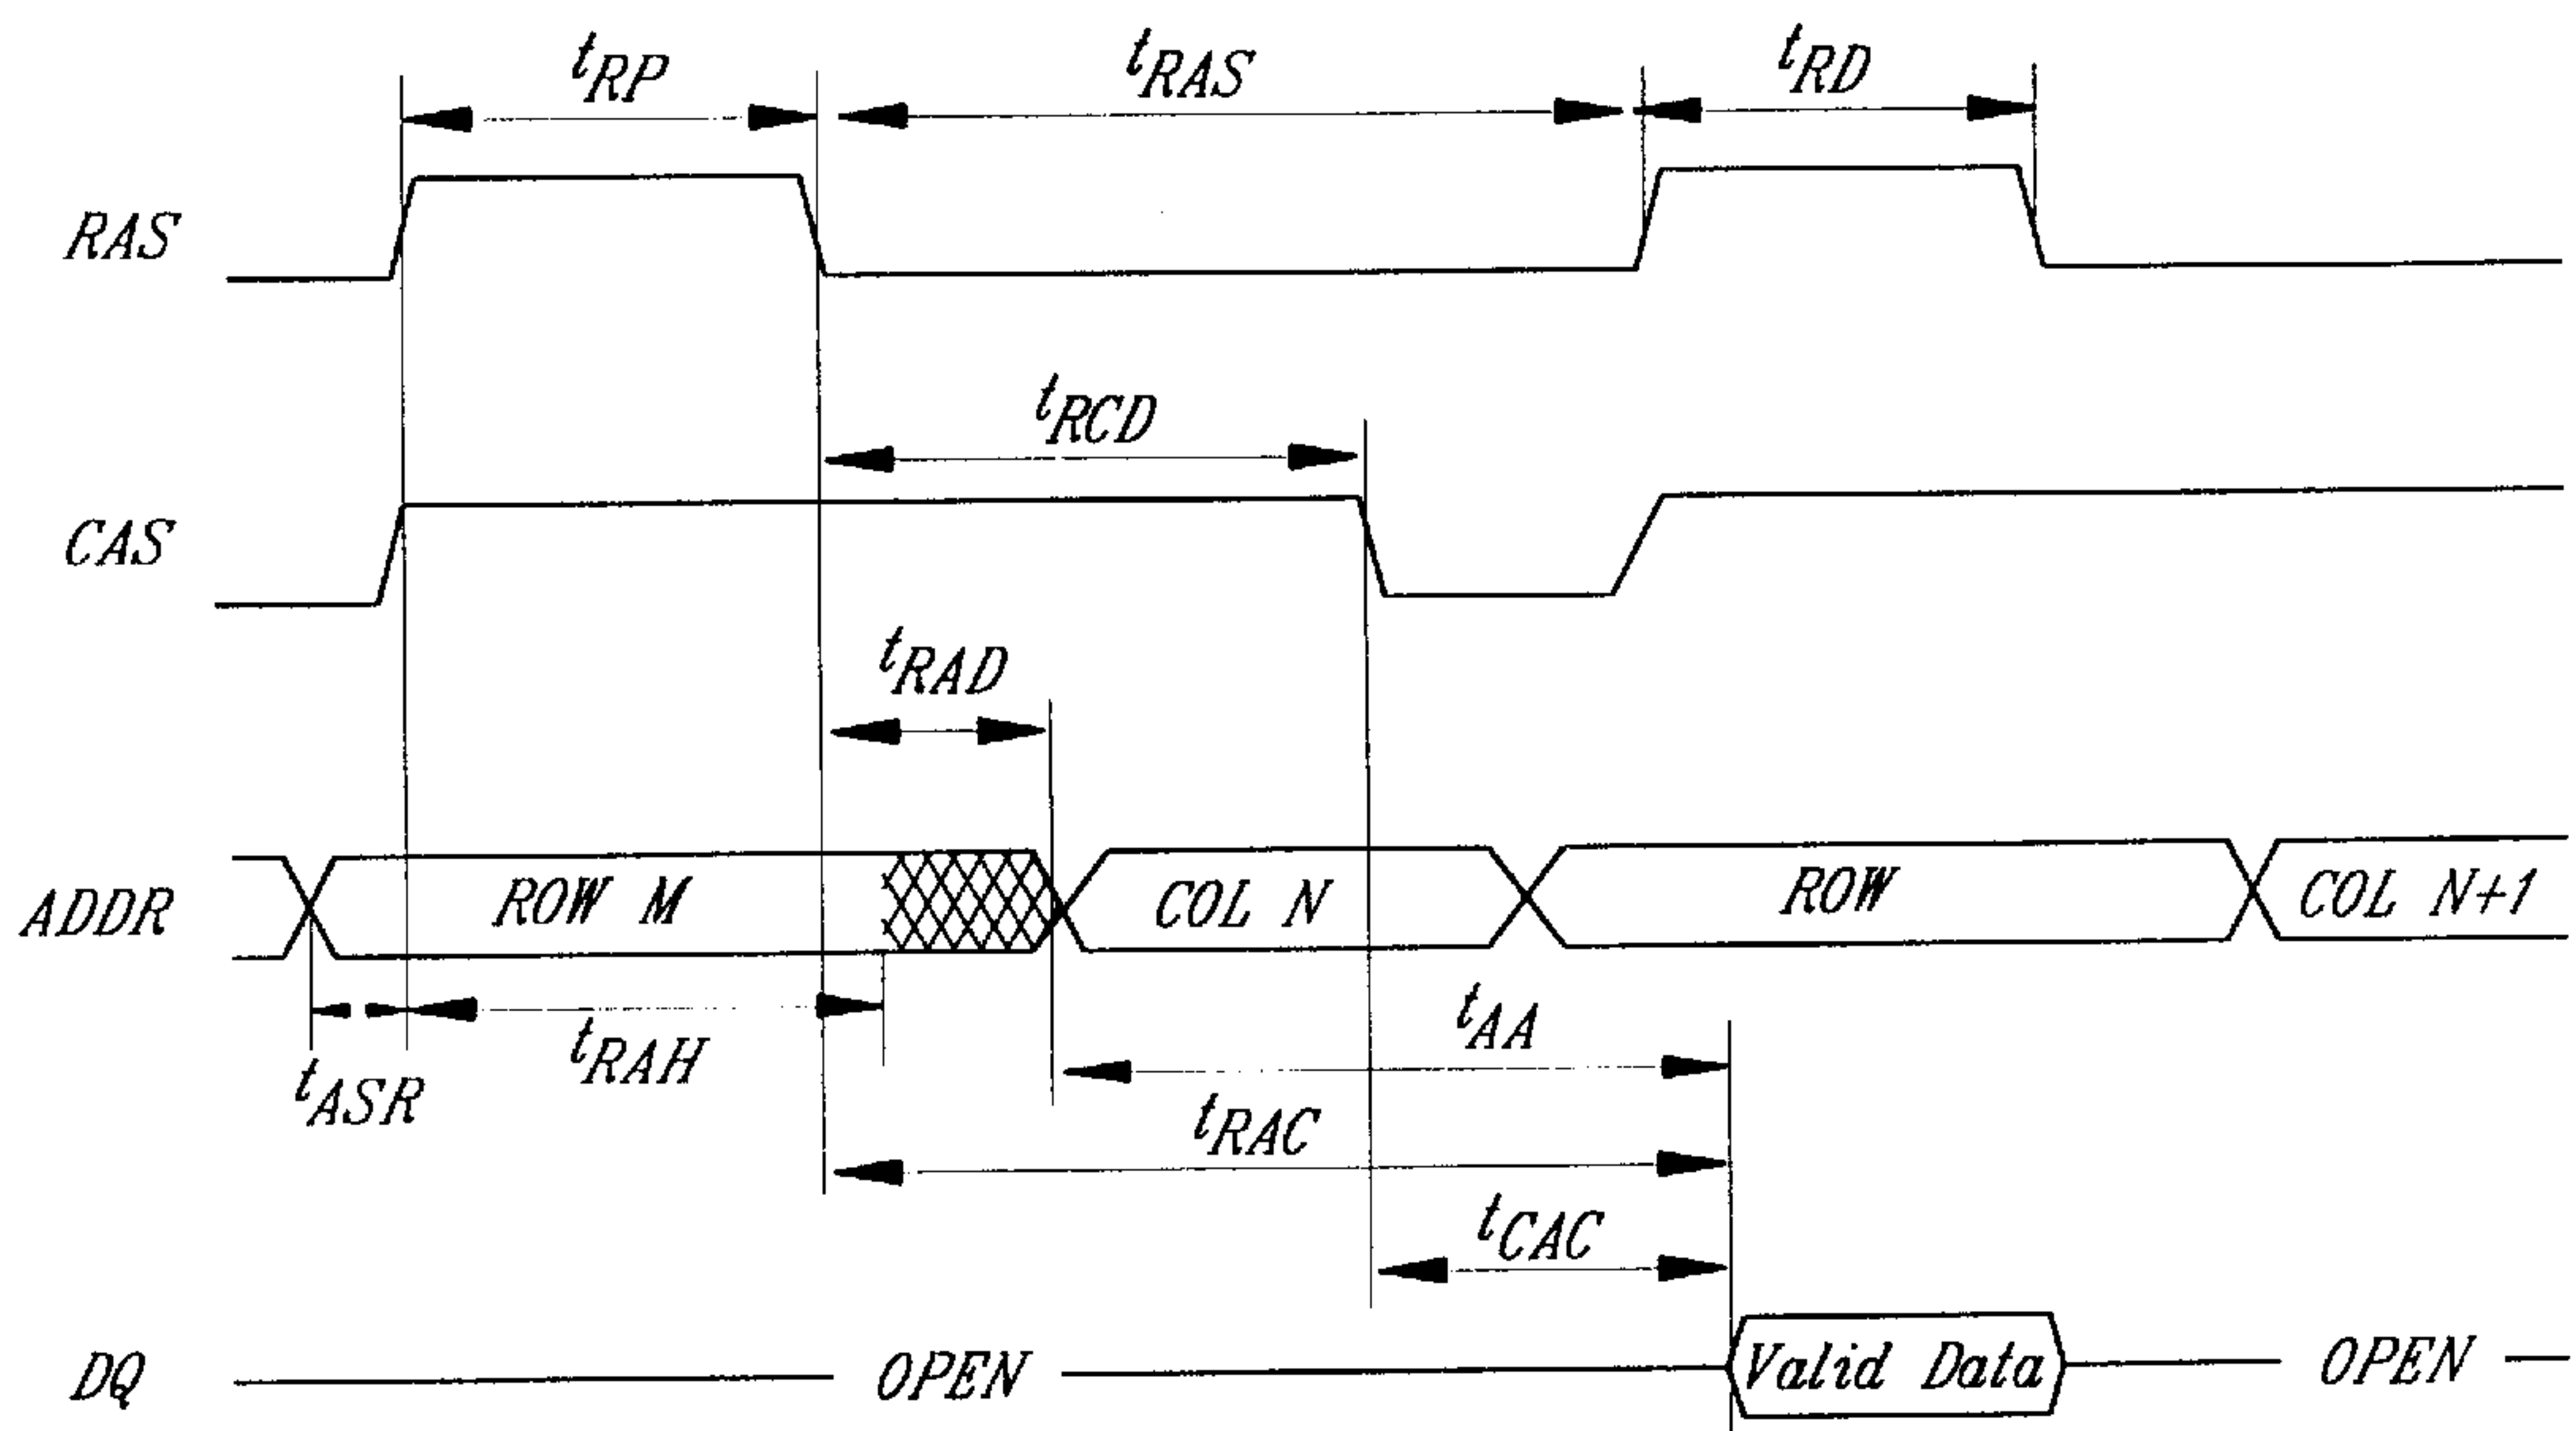 tRP tRAS tRD
RAS
tRCD
CAS
tRAD
ADDR ROW M COL N ROW COL N+1
tASR tRAH tAA
tRAC
tCAC
DQ OPEN Valid Data OPEN